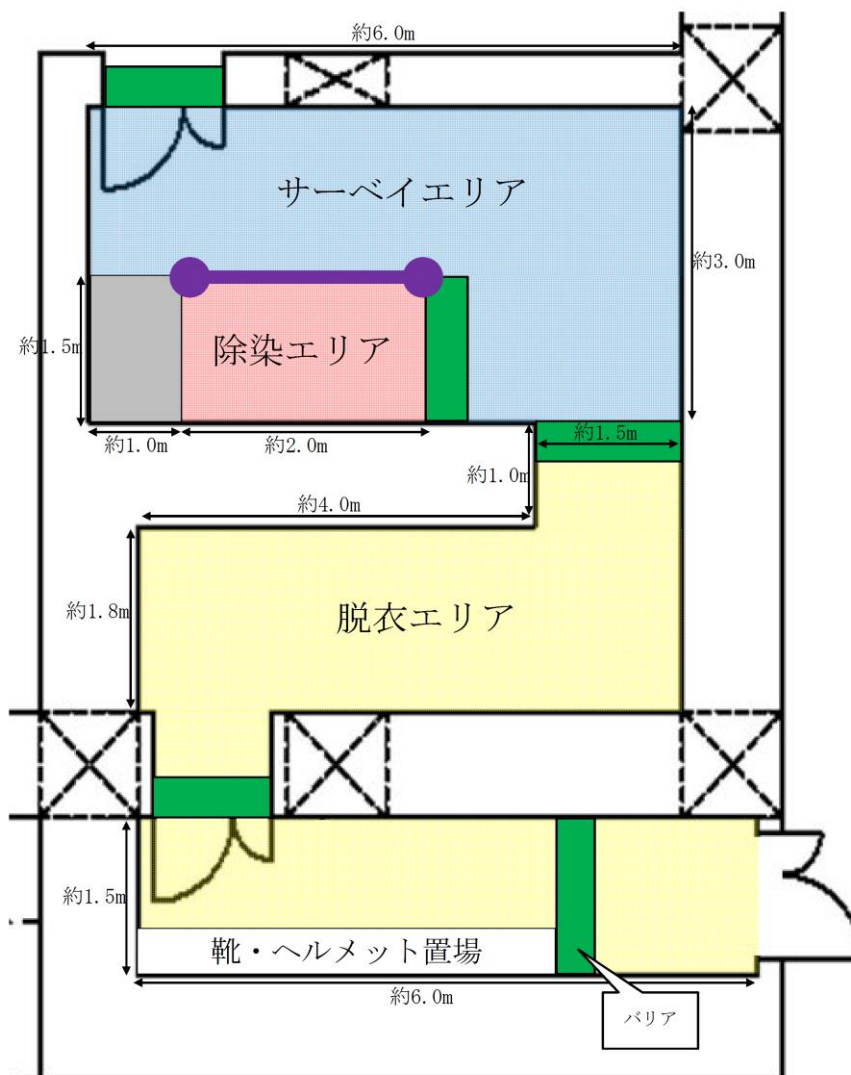 約6.0m
サーベイエリア
約3.0m
約1.5m
除染エリア
約1.0m
約2.0m
約1.5m
約1.0m
約4.0m
約1.8m
脱衣エリア
約1.5m
靴・ヘルメット置場
約6.0m
バリア